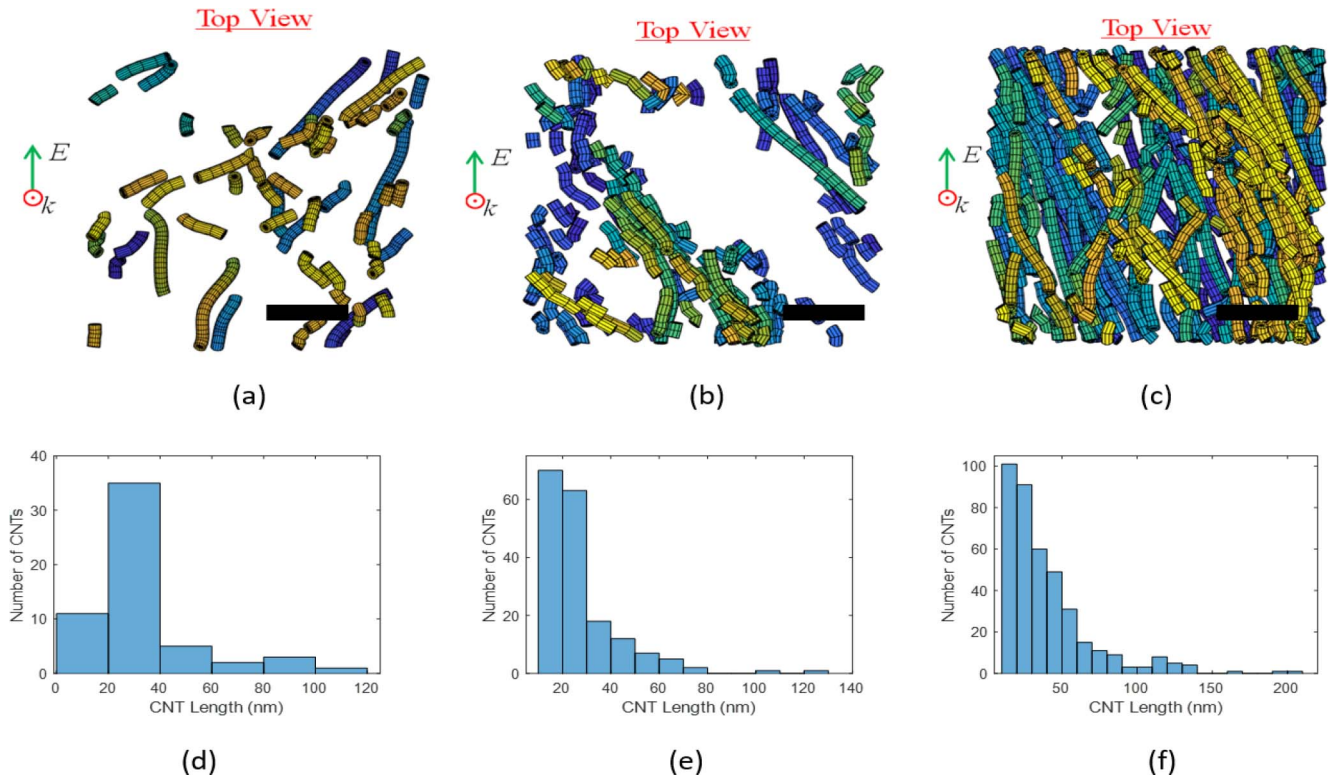 Top View
Top View
Top View
E
k
E
k
E
k
(a)
(b)
(c)
40
30
20
10
0
Number of CNTs
0 20 40 60 80 100 120
CNT Length (nm)
60
40
20
0
Number of CNTs
20 40 60 80 100 120 140
CNT Length (nm)
100
80
60
40
20
0
Number of CNTs
50 100 150 200
CNT Length (nm)
(d)
(e)
(f)